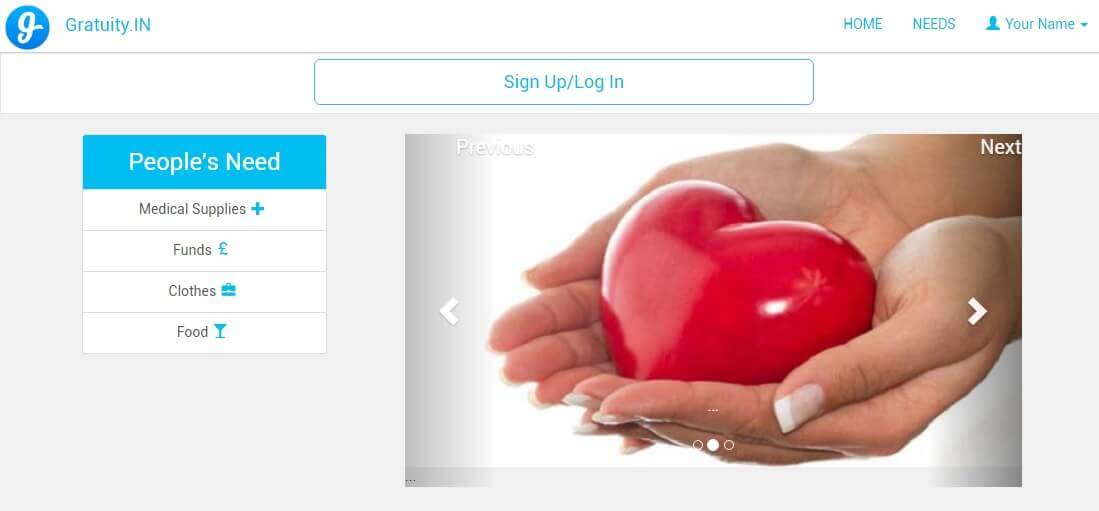 g Gratuity.IN
HOME NEEDS Your Name
Sign Up/Log In
People's Need
Medical Supplies
Funds £
Clothes
Food
Previous Next
...
...